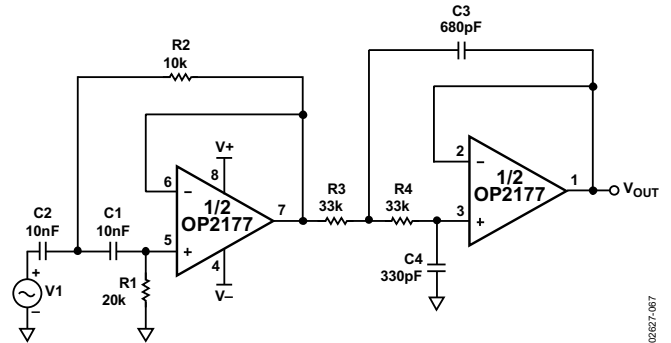 C3
680pF
R2
10k
V+
6
8
–
1/2
OP2177
7
5
+
4
V–
2
–
1/2
OP2177
1
3
+
VOUT
R3
33k
R4
33k
C2
10nF
C1
10nF
+
V1
–
R1
20k
C4
330pF
02627-067